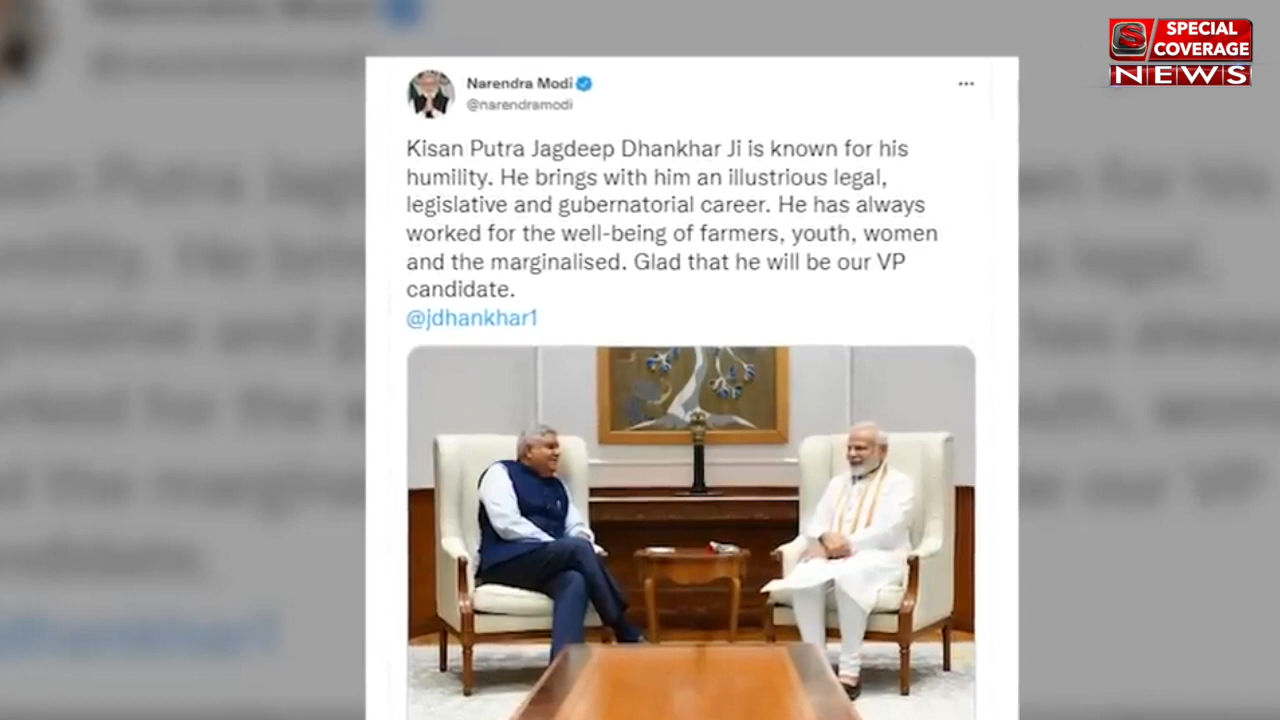 SPECIAL
COVERAGE
NEWS
Narendra Modi
@narendramodi
Kisan Putra Jagdeep Dhankhar Ji is known for his
humility. He brings with him an illustrious legal,
legislative and gubernatorial career. He has always
worked for the well-being of farmers, youth, women
and the marginalised. Glad that he will be our VP
candidate.
@jdhankhar1